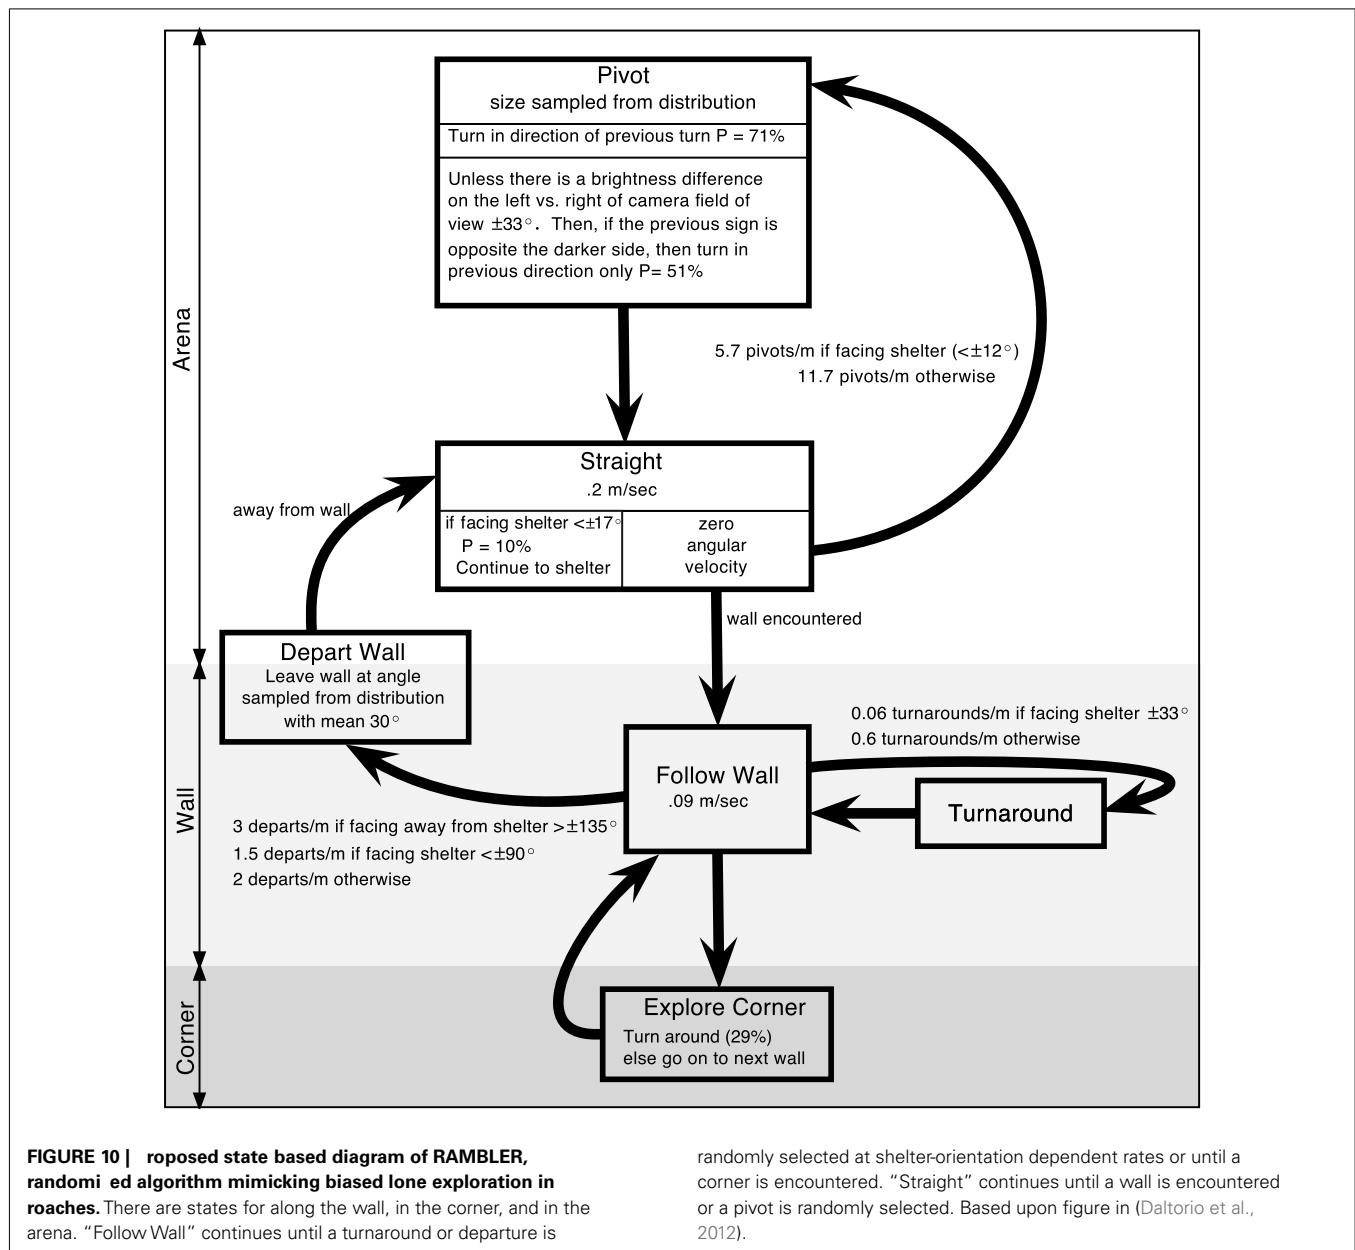 Pivot
size sampled from distribution
Turn in direction of previous turn P = 71%
Unless there is a brightness difference
on the left vs. right of camera field of
view ±33°. Then, if the previous sign is
opposite the darker side, then turn in
previous direction only P= 51%
Arena
5.7 pivots/m if facing shelter (<±12°)
11.7 pivots/m otherwise
Straight
.2 m/sec
if facing shelter <±17°
P = 10%
Continue to shelter
zero
angular
velocity
away from wall
wall encountered
Depart Wall
Leave wall at angle
sampled from distribution
with mean 30°
Wall
0.06 turnarounds/m if facing shelter ±33°
0.6 turnarounds/m otherwise
Follow Wall
.09 m/sec
Turnaround
3 departs/m if facing away from shelter >±135°
1.5 departs/m if facing shelter <±90°
2 departs/m otherwise
Corner
Explore Corner
Turn around (29%)
else go on to next wall
FIGURE 10 | roposed state based diagram of RAMBLER,
randomi ed algorithm mimicking biased lone exploration in
roaches. There are states for along the wall, in the corner, and in the
arena. “Follow Wall” continues until a turnaround or departure is
randomly selected at shelter-orientation dependent rates or until a
corner is encountered. “Straight” continues until a wall is encountered
or a pivot is randomly selected. Based upon figure in (Daltorio et al.,
2012).